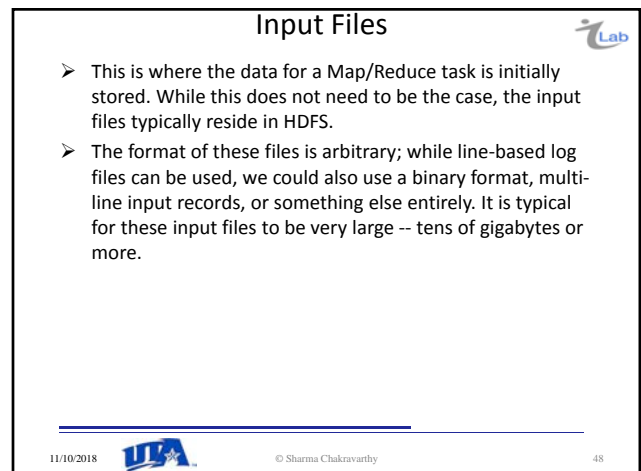 Input Files
iLab
➢ This is where the data for a Map/Reduce task is initially
stored. While this does not need to be the case, the input
files typically reside in HDFS.
➢ The format of these files is arbitrary; while line-based log
files can be used, we could also use a binary format, multi-
line input records, or something else entirely. It is typical
for these input files to be very large -- tens of gigabytes or
more.
11/10/2018
UTA
© Sharma Chakravarthy
48